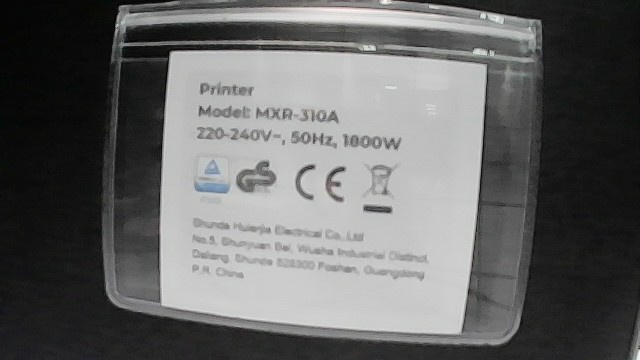 Printer
Model: MXR-310A
220-240V~, 50Hz, 1800W
GS CE
Shunde Huierjia Electrical Co., Ltd
No.5, Shunyuan Bei, Wusha Industrial District,
Daliang, Shunde 528300 Foshan, Guangdong
P.R. China